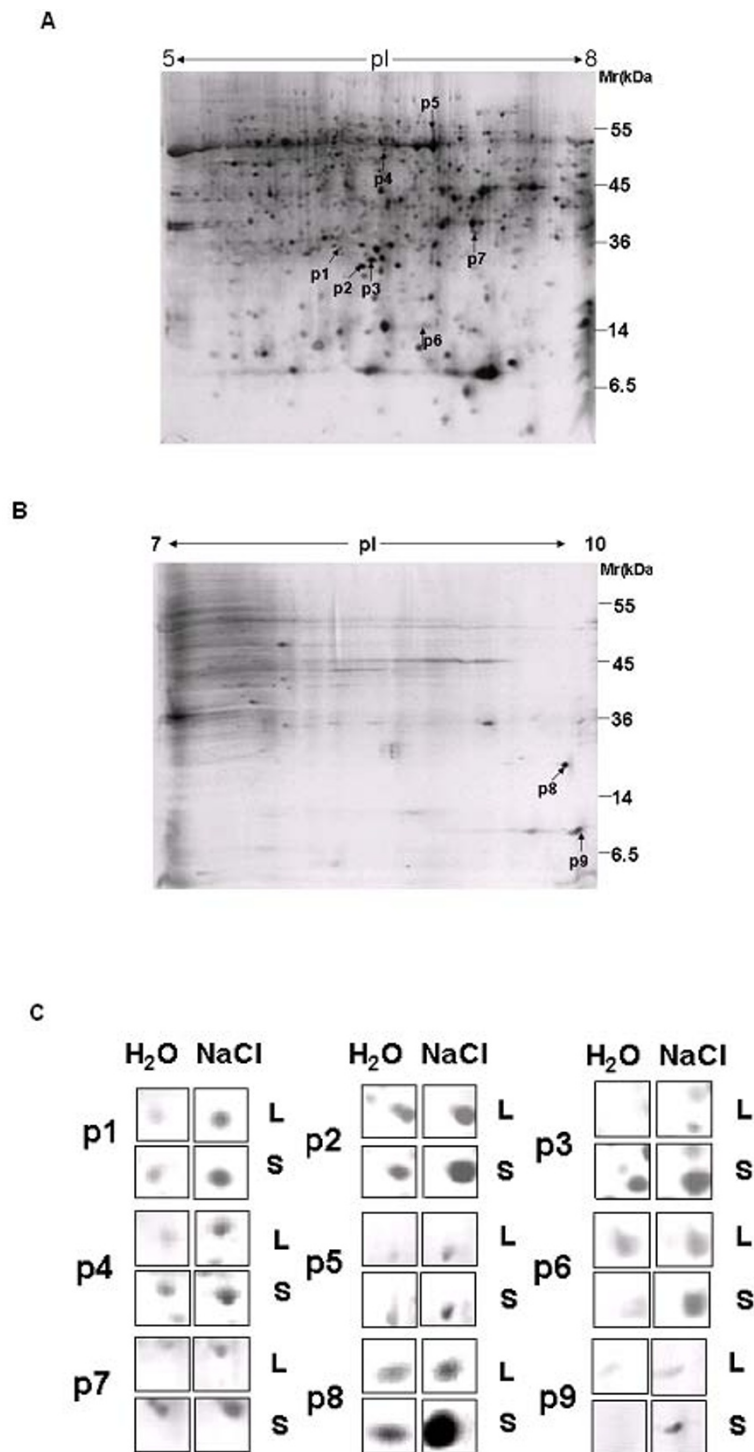 A
5 pI 8
Mr(kDa
p5
55
p4
45
p7
36
p1
p2 p3
p6
14
6.5
B
7 pI 10
Mr(kDa
55
45
36
p8
14
p9
6.5
C
H₂O NaCl H₂O NaCl H₂O NaCl
p1 L p2 L p3 L
S S S
p4 L p5 L p6 L
S S S
p7 L p8 L p9 L
S S S